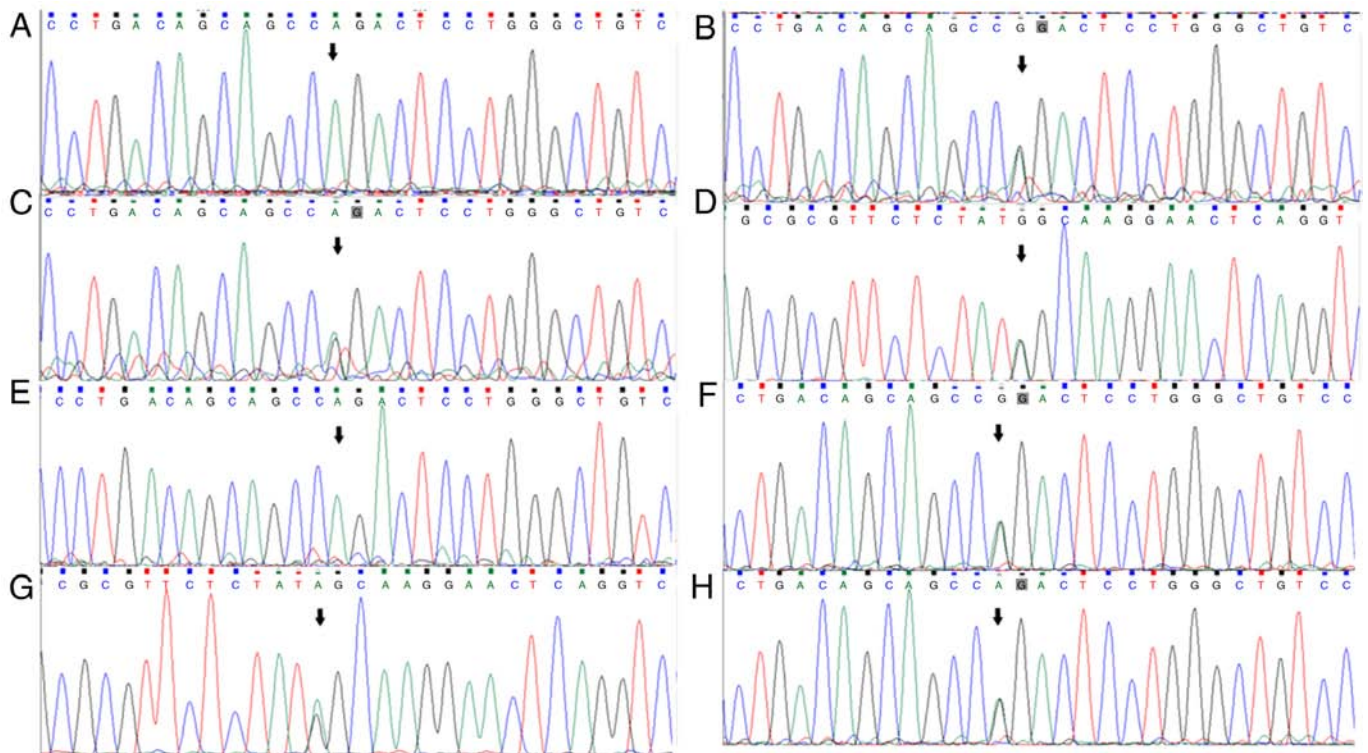 A C C T G A C A G C A G C C A G A C T C C T G G G C T G T C
B C C T G A C A G C A G C C G G A C T C C T G G G C T G T C
C C C T G A C A G C A G C C A G A C T C C T G G G C T G T C
D G C G C G T T C T C T A T G G C A A G G A A C T C A G G T
E C C T G A C A G C A G C C A G A C T C C T G G G C T G T C
F C T G A C A G C A G C C G G A C T C C T G G G C T G T C C
G C G C G T T C T C T A T A G C A A G G A A C T C A G G T C
H C T G A C A G C A G C C A G A C T C C T G G G C T G T C C